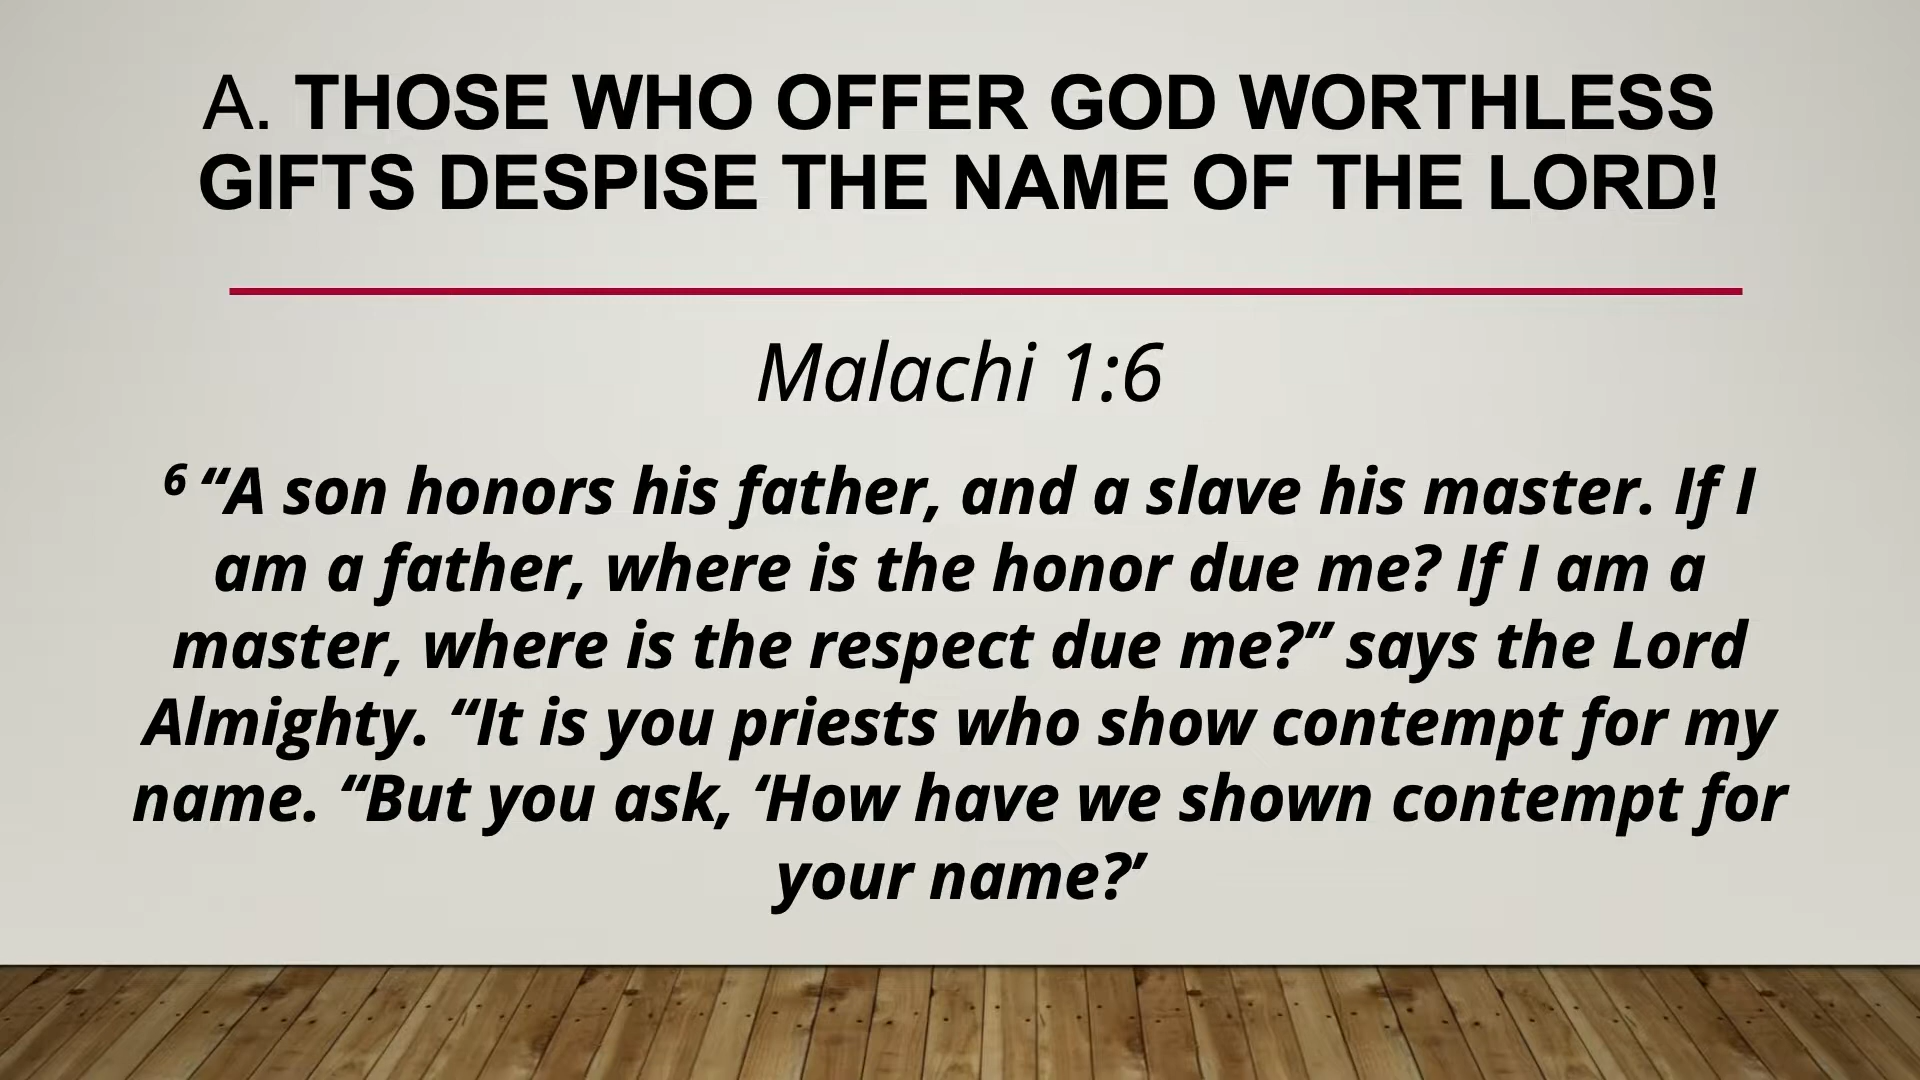 A. THOSE WHO OFFER GOD WORTHLESS
GIFTS DESPISE THE NAME OF THE LORD!
Malachi 1:6
6 “A son honors his father, and a slave his master. If I
am a father, where is the honor due me? If I am a
master, where is the respect due me?” says the Lord
Almighty. “It is you priests who show contempt for my
name. “But you ask, ‘How have we shown contempt for
your name?’